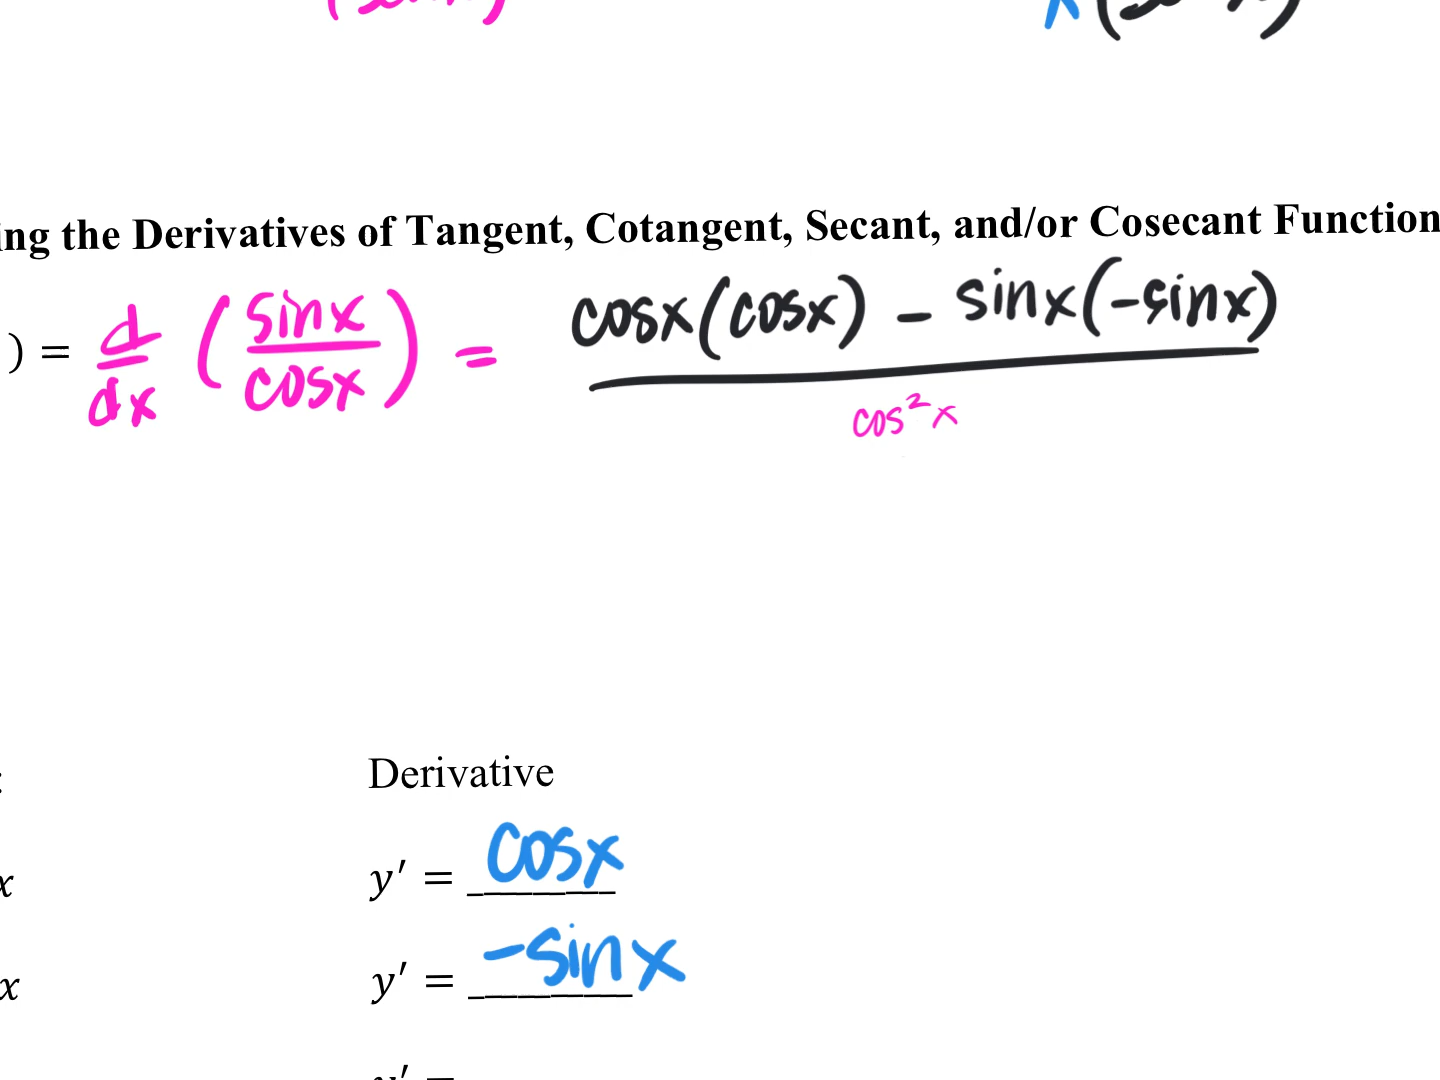 ing the Derivatives of Tangent, Cotangent, Secant, and/or Cosecant Function
) = d/dx (sinx/cosx) = cosx(cosx) - sinx(-sinx) / cos²x
Derivative
x y′ = cosx
x y′ = -sinx
y′ =